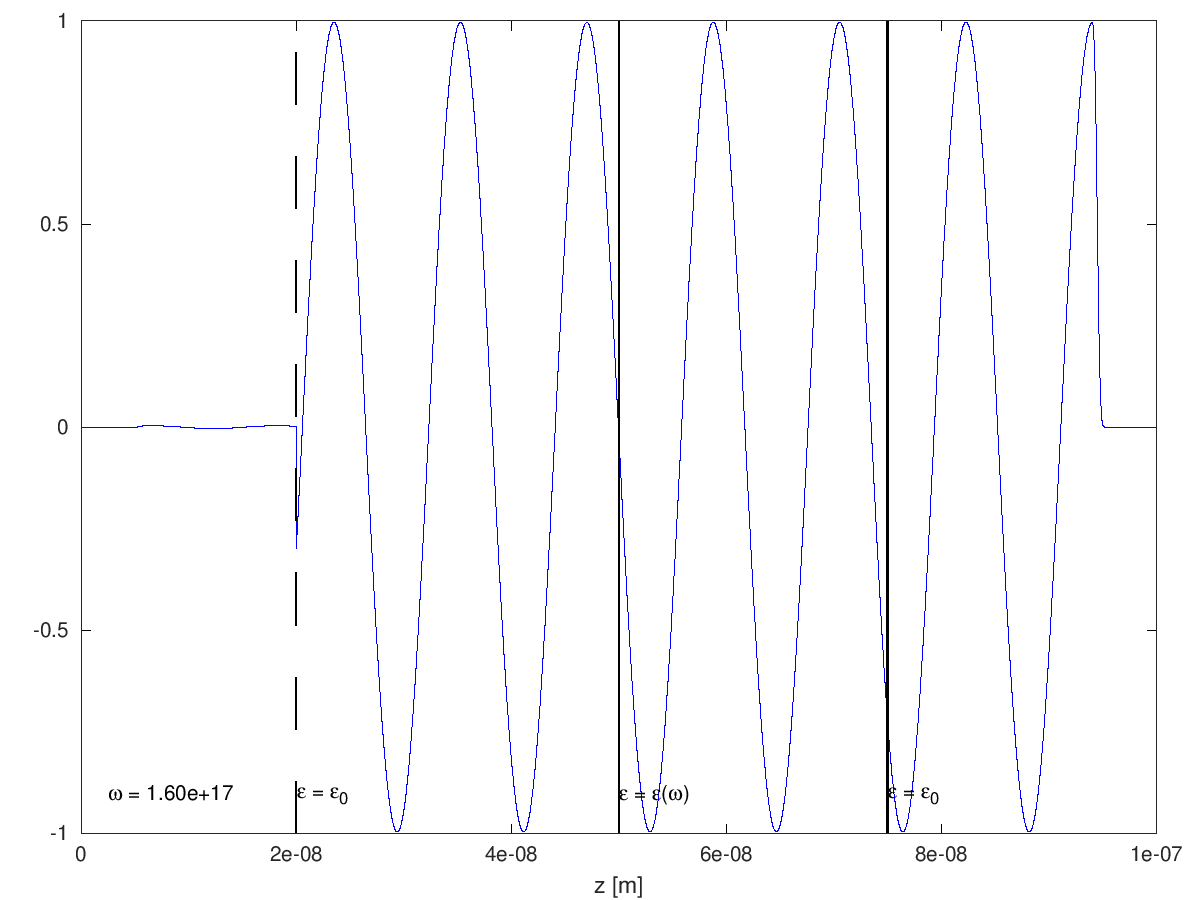 1
0.5
0
-0.5
-1
ω = 1.60e+17
ε = ε0
ε = ε(ω)
ε = ε0
0
2e-08
4e-08
6e-08
8e-08
1e-07
z [m]